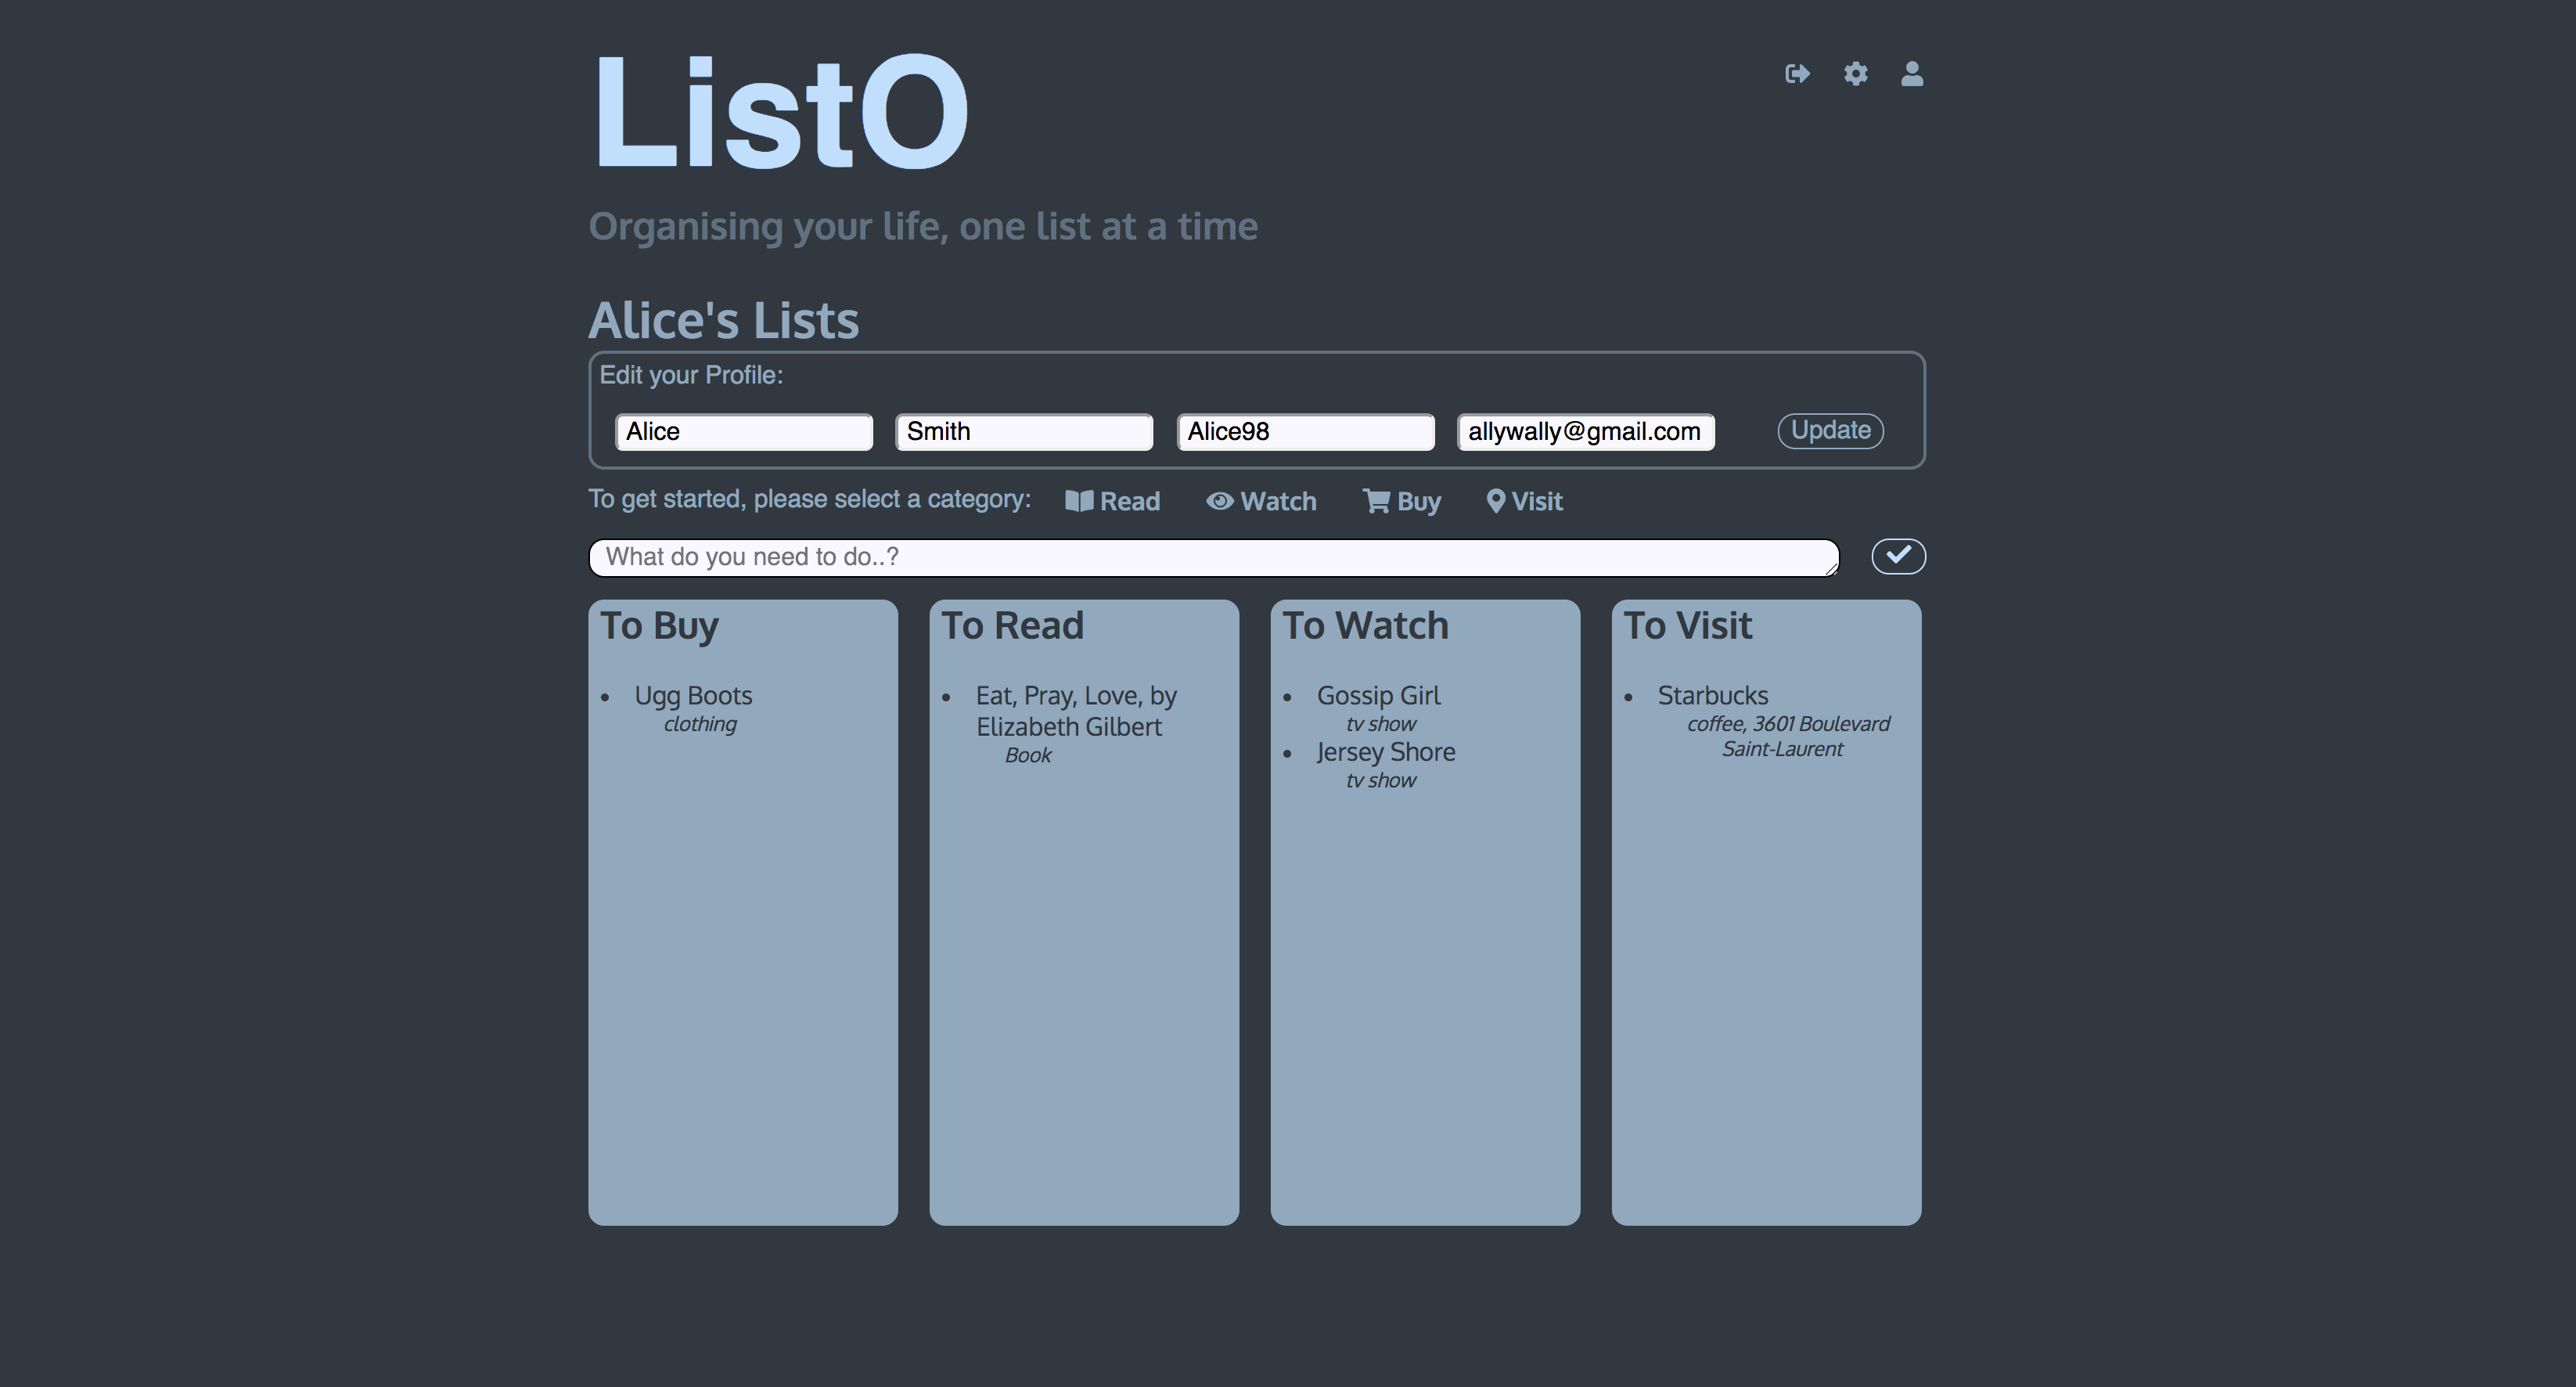 ListO
Organising your life, one list at a time
Alice's Lists
Edit your Profile:
Alice Smith Alice98 allywally@gmail.com Update
To get started, please select a category: Read Watch Buy Visit
What do you need to do..?
To Buy
Ugg Boots
clothing
To Read
Eat, Pray, Love, by
Elizabeth Gilbert
Book
To Watch
Gossip Girl
tv show
Jersey Shore
tv show
To Visit
Starbucks
coffee, 3601 Boulevard
Saint-Laurent